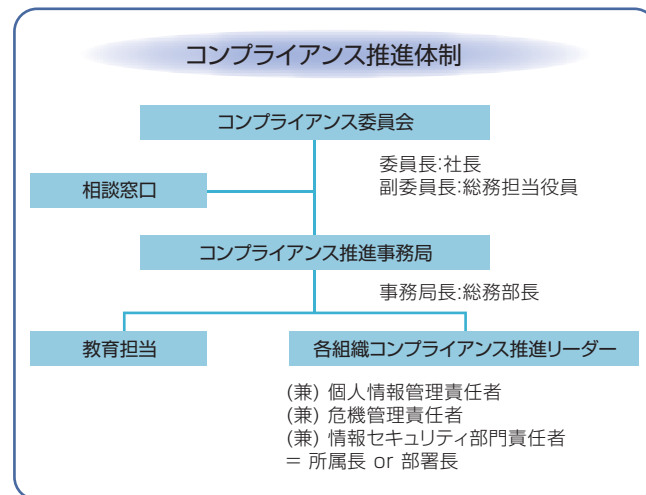 コンプライアンス推進体制
コンプライアンス委員会
委員長:社長
副委員長:総務担当役員
相談窓口
コンプライアンス推進事務局
事務局長:総務部長
教育担当
各組織コンプライアンス推進リーダー
(兼) 個人情報管理責任者
(兼) 危機管理責任者
(兼) 情報セキュリティ部門責任者
= 所属長 or 部署長